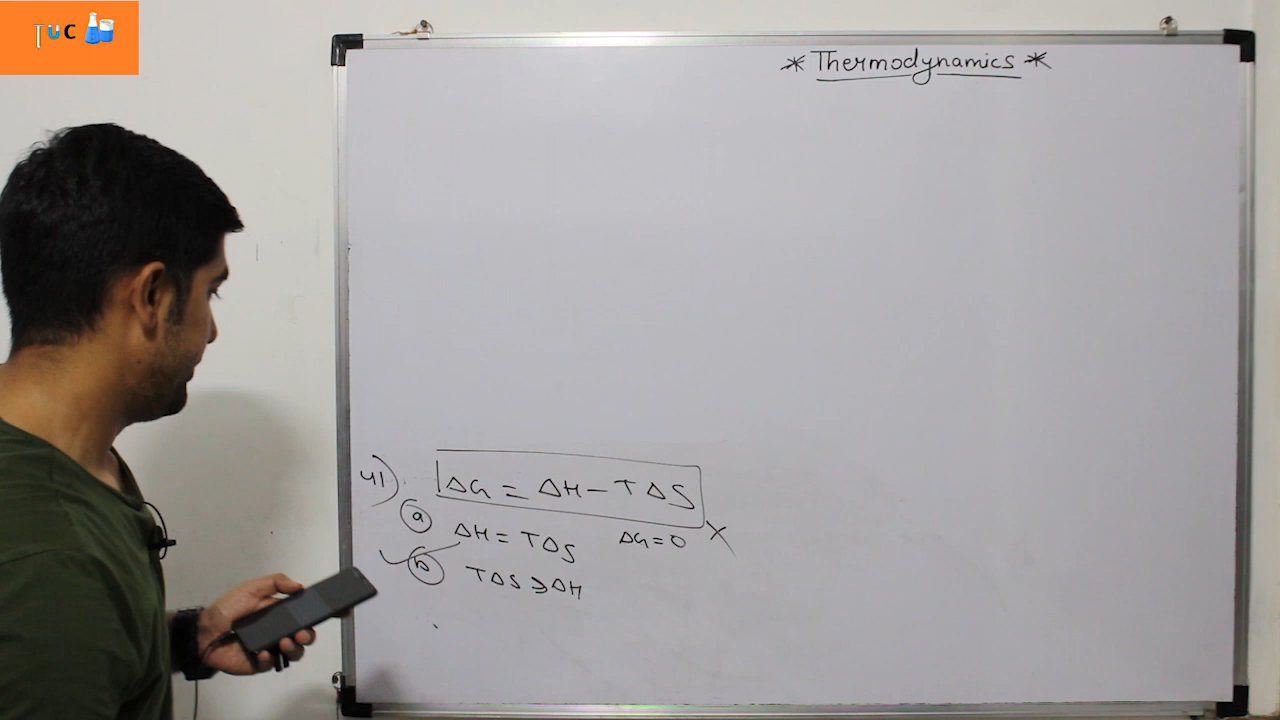 TUC
* Thermodynamics *
41) ΔG = ΔH - TΔS
(a) ΔH = TΔS ΔG = 0 ×
(b) TΔS > ΔH